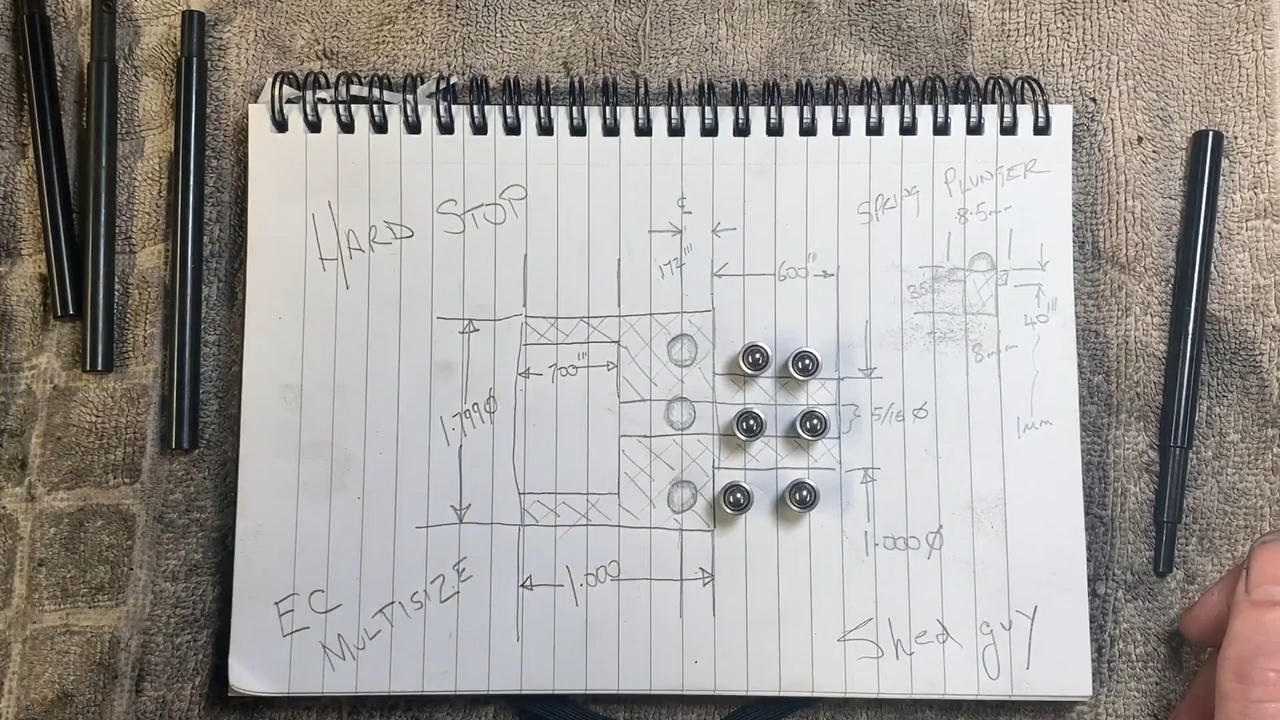 HARD STOP
SPRING PLUNGER
8.5mm
℄
.172"'
600"'
35
40"'
8mm
700"'
1.799Ø
5/16 Ø
1mm
1.000Ø
1.000
EC
MULTISIZE
Shed guy